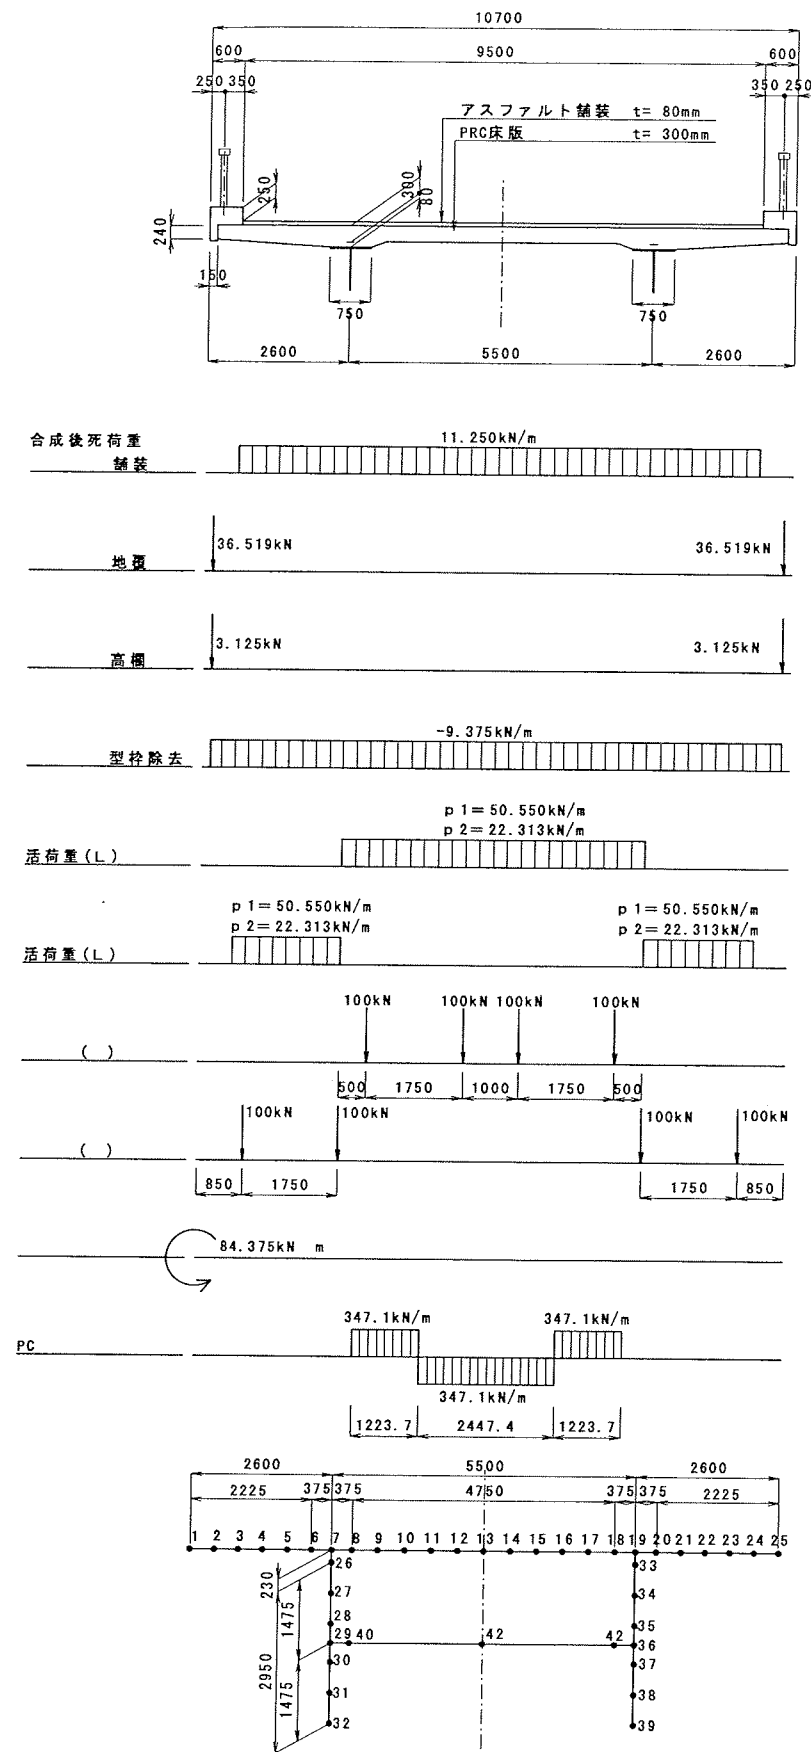 10700
600 9500 600
250 350 350 250
アスファルト舗装 t= 80mm
PRC床版 t= 300mm
250
300
80
240
150
750 750
2600 5500 2600
合成後死荷重
舗装
11.250kN/m
36.519kN 36.519kN
地覆
3.125kN 3.125kN
高欄
-9.375kN/m
型枠除去
p1=50.550kN/m
p2=22.313kN/m
活荷重(L)
p1=50.550kN/m p1=50.550kN/m
p2=22.313kN/m p2=22.313kN/m
活荷重(L)
100kN 100kN 100kN 100kN
( )
500 1750 1000 1750 500
100kN 100kN 100kN 100kN
( )
850 1750 1750 850
84.375kN m
347.1kN/m 347.1kN/m
PC
347.1kN/m
1223.7 2447.4 1223.7
2600 5500 2600
2225 375 375 4750 375 375 2225
1 2 3 4 5 6 7 8 9 10 11 12 13 14 15 16 17 18 19 20 21 22 23 24 25
26 33
230
27 34
28 35
1475
29 40 42 42 36
2950
30 37
1475
31 38
32 39